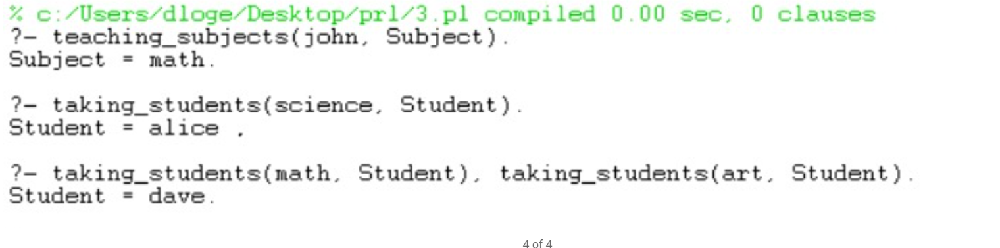 % c:/Users/dloge/Desktop/prl/3.pl compiled 0.00 sec, 0 clauses
?- teaching_subjects(john, Subject).
Subject = math.
?- taking_students(science, Student).
Student = alice .
?- taking_students(math, Student), taking_students(art, Student).
Student = dave.
4 of 4